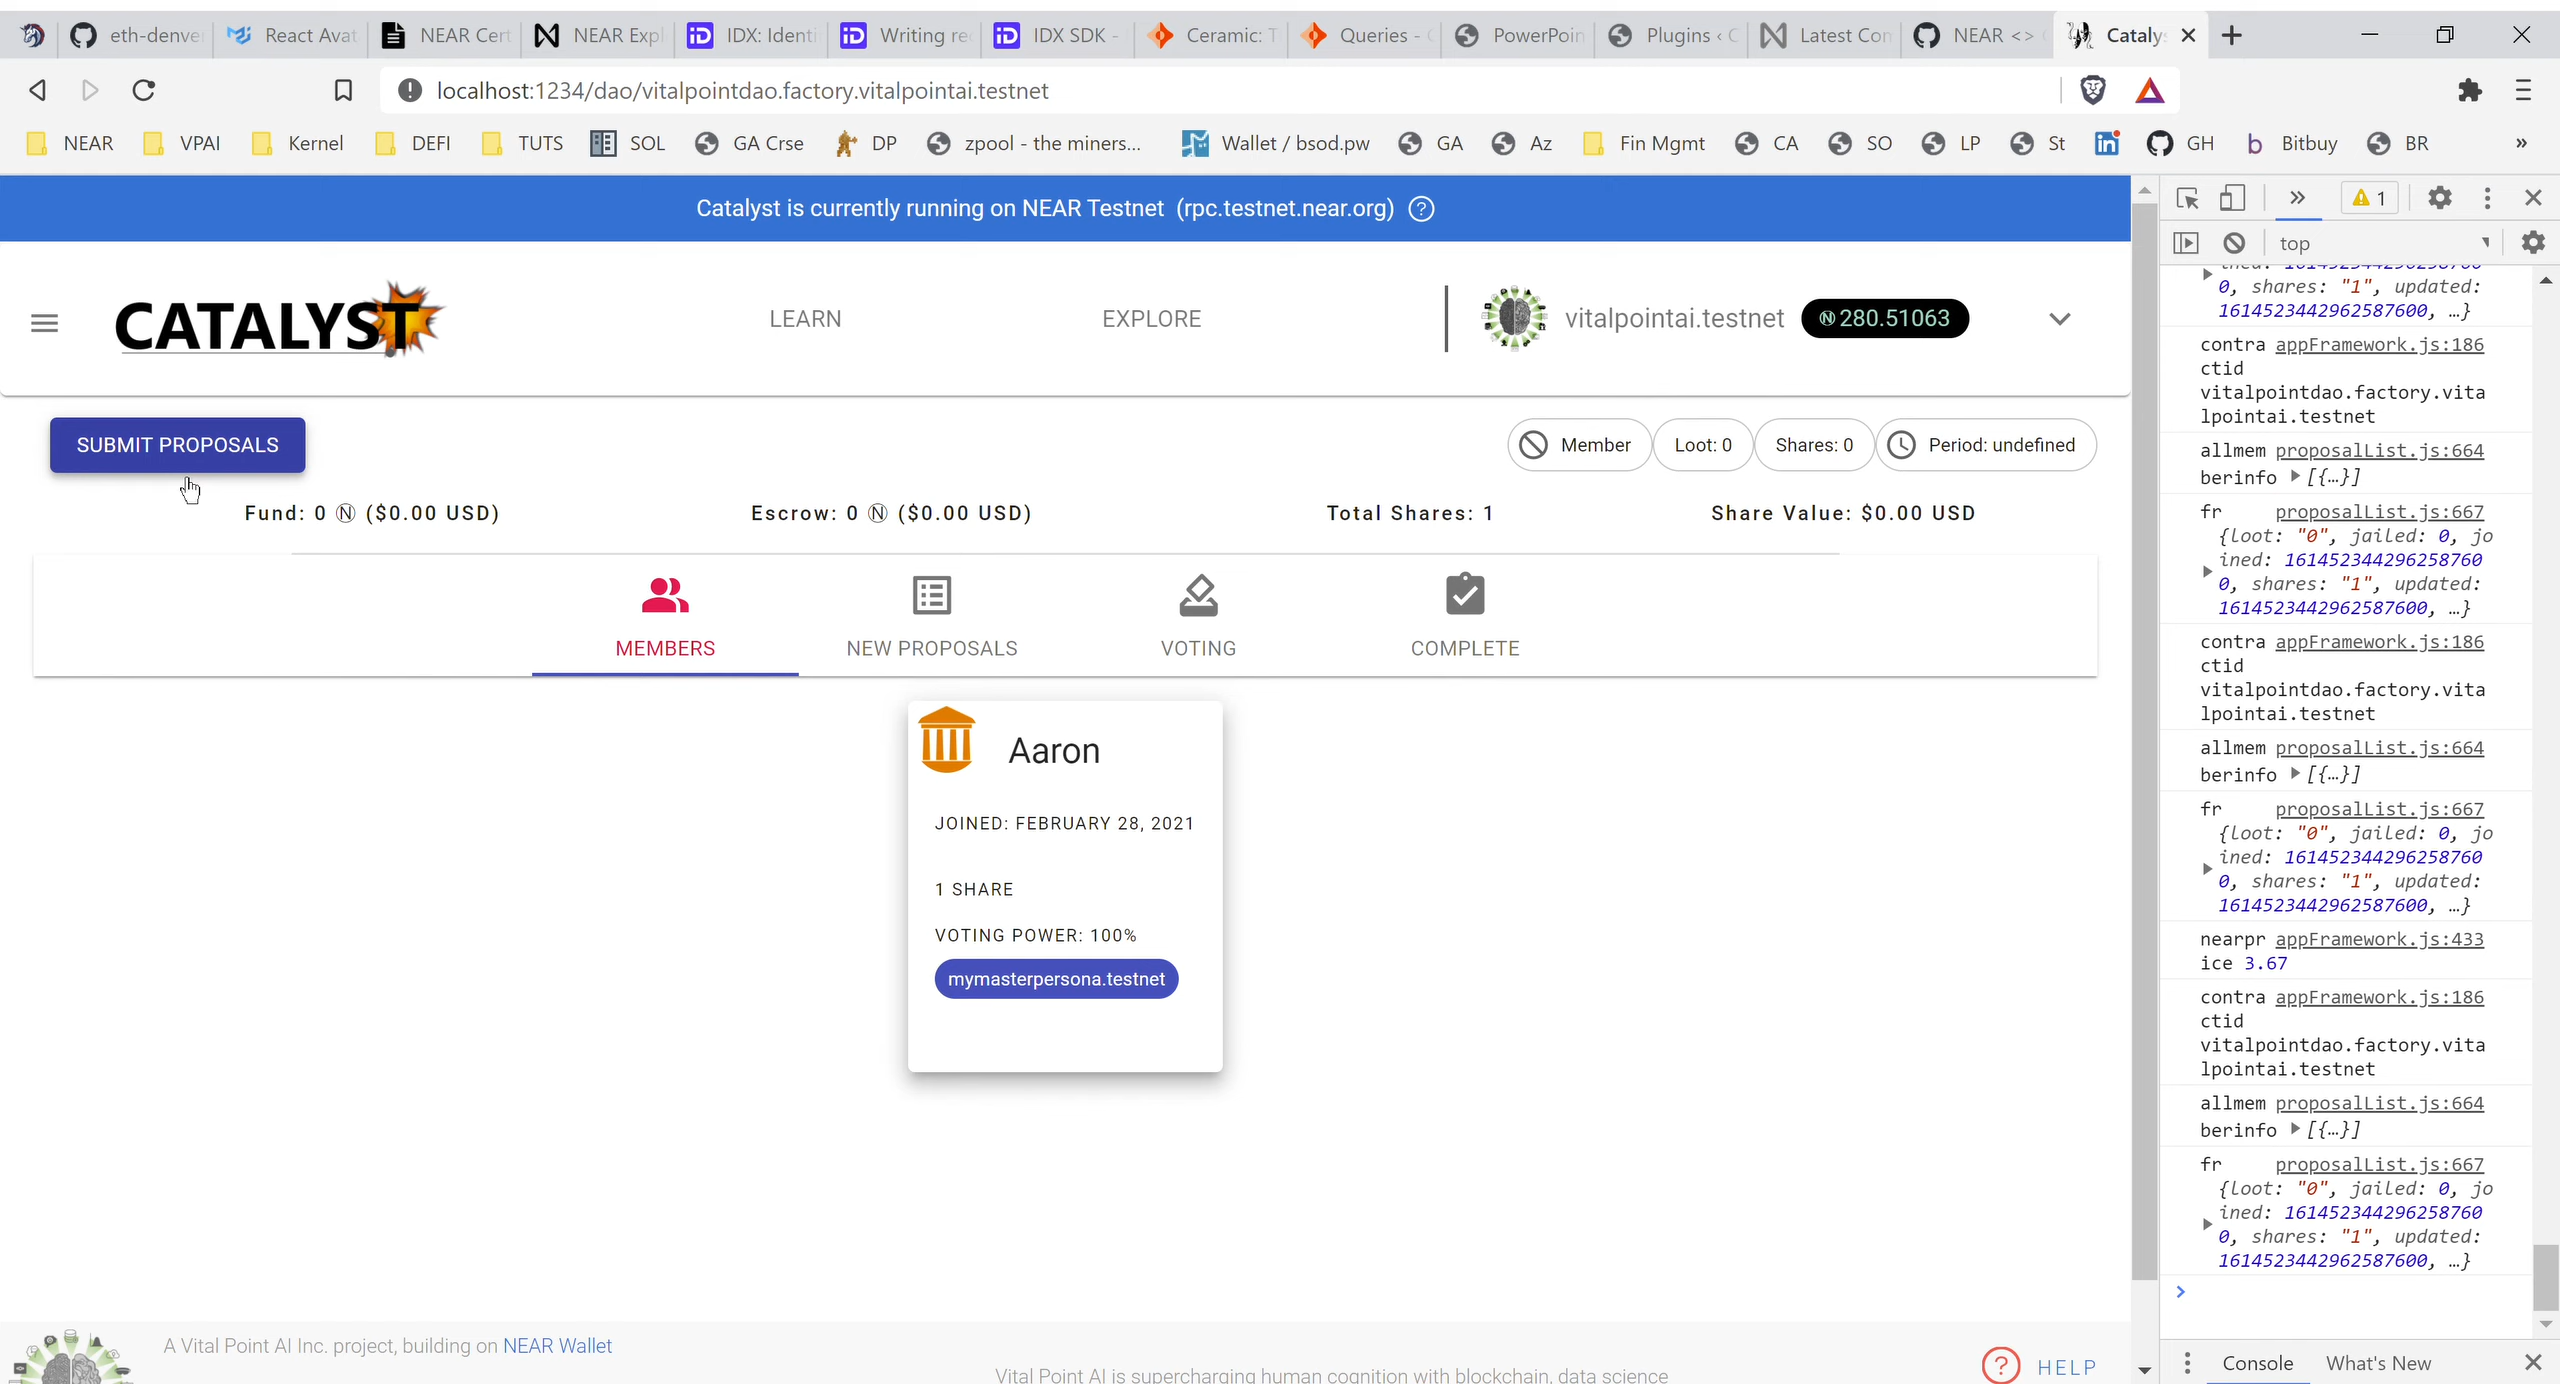 eth-denve
React Avat
NEAR Cert
NEAR Expl
IDX: Identi
Writing re
IDX SDK -
Ceramic: T
Queries -
PowerPoin
Plugins ‹ C
Latest Con
NEAR <>
Cataly
localhost:1234/dao/vitalpointdao.factory.vitalpointai.testnet
NEAR
VPAI
Kernel
DEFI
TUTS
SOL
GA Crse
DP
zpool - the miners...
Wallet / bsod.pw
GA
Az
Fin Mgmt
CA
SO
LP
St
GH
Bitbuy
BR
»
Catalyst is currently running on NEAR Testnet (rpc.testnet.near.org)
CATALYST
LEARN
EXPLORE
vitalpointai.testnet
Ⓝ 280.51063
SUBMIT PROPOSALS
Member
Loot: 0
Shares: 0
Period: undefined
Fund: 0 Ⓝ ($0.00 USD)
Escrow: 0 Ⓝ ($0.00 USD)
Total Shares: 1
Share Value: $0.00 USD
MEMBERS
NEW PROPOSALS
VOTING
COMPLETE
Aaron
JOINED: FEBRUARY 28, 2021
1 SHARE
VOTING POWER: 100%
mymasterpersona.testnet
A Vital Point AI Inc. project, building on NEAR Wallet
Vital Point AI is supercharging human cognition with blockchain, data science
HELP
1
top
0, shares: "1", updated:
1614523442962587600, …}
contra appFramework.js:186
ctid
vitalpointdao.factory.vita
lpointai.testnet
allmem proposalList.js:664
berinfo [{…}]
fr proposalList.js:667
{loot: "0", jailed: 0, jo
ined: 161452344296258760
0, shares: "1", updated:
1614523442962587600, …}
contra appFramework.js:186
ctid
vitalpointdao.factory.vita
lpointai.testnet
allmem proposalList.js:664
berinfo [{…}]
fr proposalList.js:667
{loot: "0", jailed: 0, jo
ined: 161452344296258760
0, shares: "1", updated:
1614523442962587600, …}
nearpr appFramework.js:433
ice 3.67
contra appFramework.js:186
ctid
vitalpointdao.factory.vita
lpointai.testnet
allmem proposalList.js:664
berinfo [{…}]
fr proposalList.js:667
{loot: "0", jailed: 0, jo
ined: 161452344296258760
0, shares: "1", updated:
1614523442962587600, …}
Console
What's New